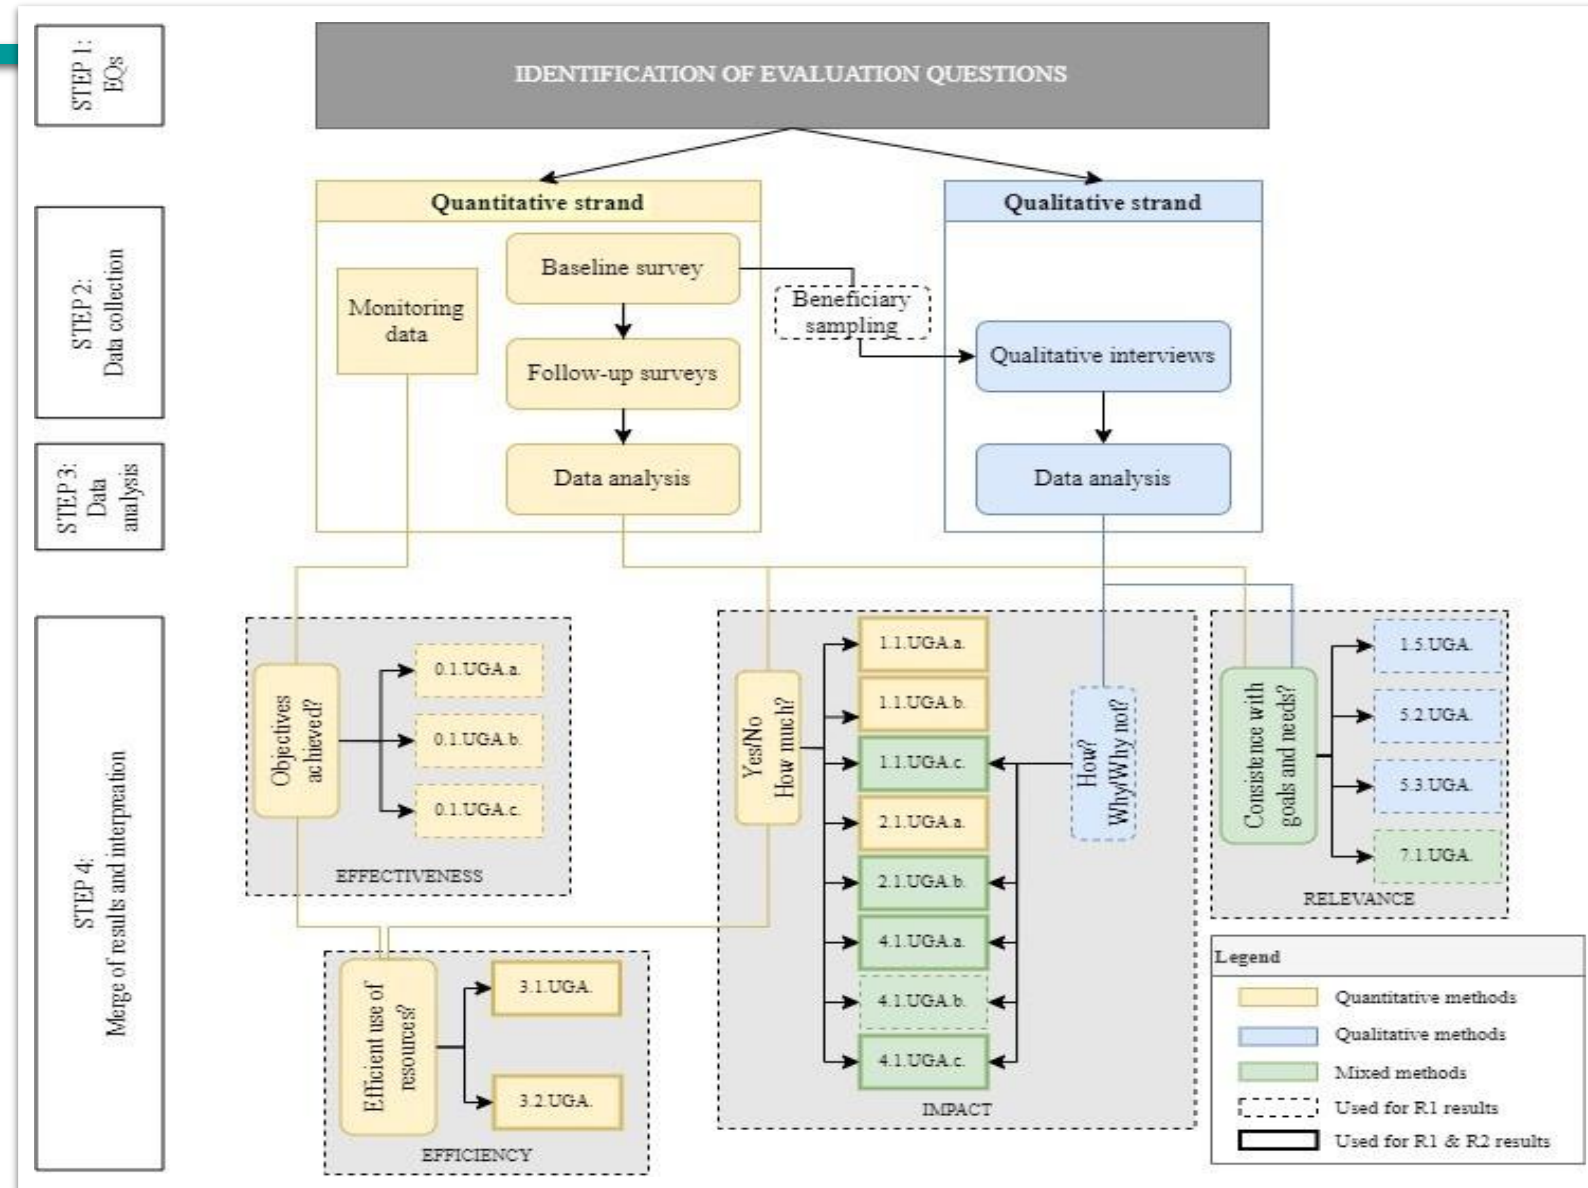 STEP 1:
EQs
IDENTIFICATION OF EVALUATION QUESTIONS
Quantitative strand
Qualitative strand
STEP 2:
Data collection
Monitoring
data
Baseline survey
Follow-up surveys
Beneficiary
sampling
Qualitative interviews
STEP 3:
Data
analysis
Data analysis
Data analysis
STEP 4:
Merge of results and interpreation
Objectives
achieved?
0.1.UGA.a.
0.1.UGA.b.
0.1.UGA.c.
EFFECTIVENESS
Efficient use of
resources?
3.1.UGA.
3.2.UGA.
EFFICIENCY
Yes/No
How much?
1.1.UGA.a.
1.1.UGA.b.
1.1.UGA.c.
2.1.UGA.a.
2.1.UGA.b.
4.1.UGA.a.
4.1.UGA.b.
4.1.UGA.c.
How?
Why/Why not?
IMPACT
Consistence with
goals and needs?
1.5.UGA.
5.2.UGA.
5.3.UGA.
7.1.UGA.
RELEVANCE
Legend
Quantitative methods
Qualitative methods
Mixed methods
Used for R1 results
Used for R1 & R2 results